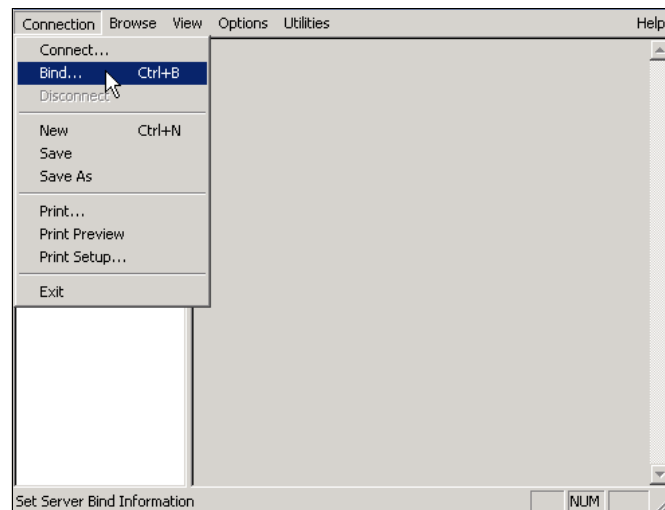 Connection Browse View Options Utilities Help
Connect...
Bind... Ctrl+B
Disconnect
New Ctrl+N
Save
Save As
Print...
Print Preview
Print Setup...
Exit
Set Server Bind Information NUM